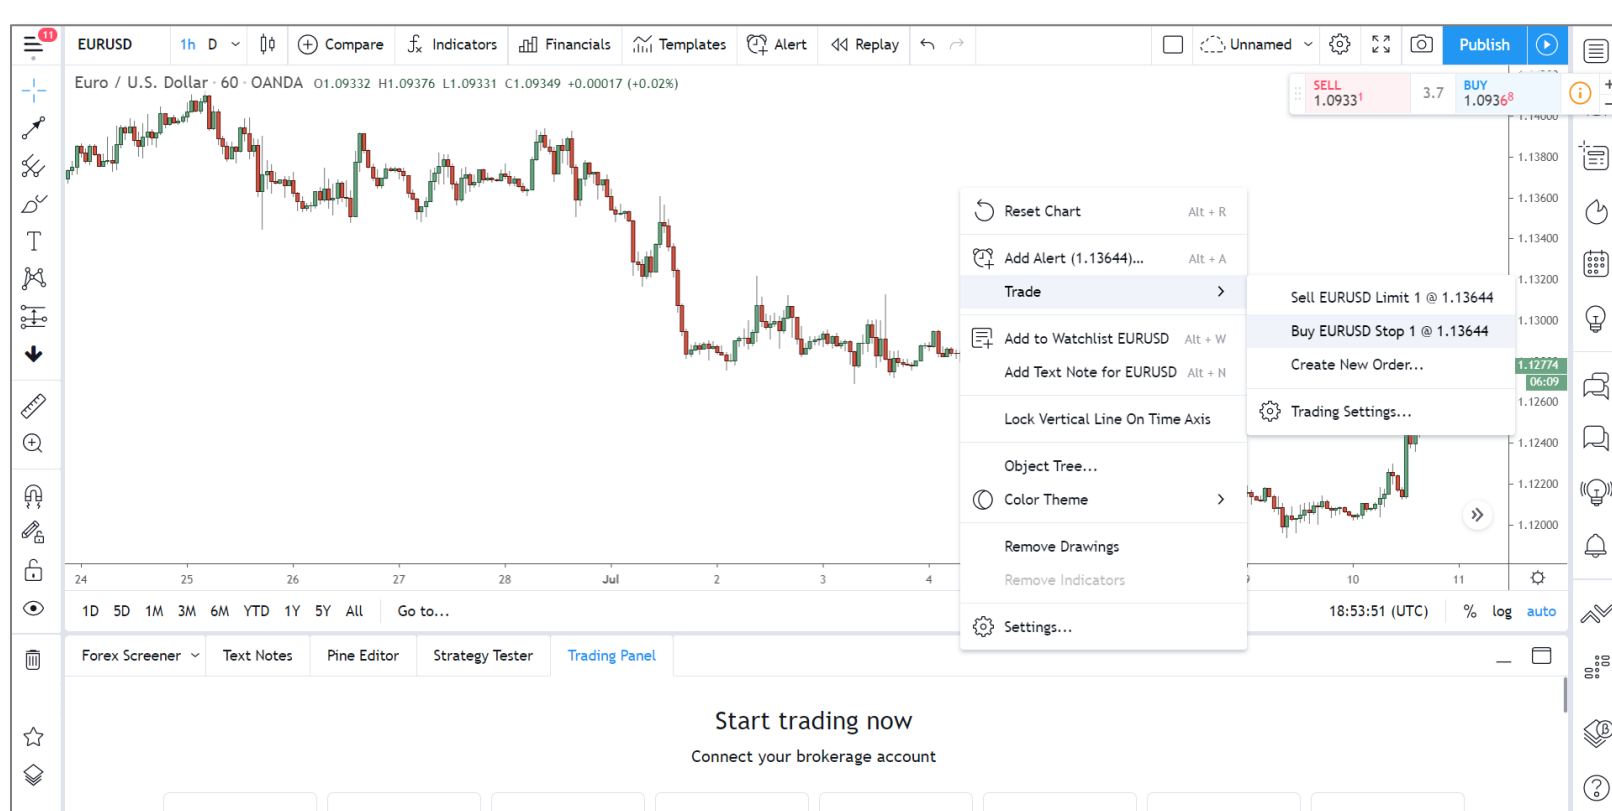 11
EURUSD 1h D Compare Indicators Financials Templates Alert Replay Unnamed Publish
Euro / U.S. Dollar · 60 · OANDA O1.09332 H1.09376 L1.09331 C1.09349 +0.00017 (+0.02%)
SELL
1.09331
3.7
BUY
1.09368
1.14000
1.13800
1.13600
1.13400
1.13200
1.13000
1.12774
06:09
1.12600
1.12400
1.12200
1.12000
Reset Chart Alt + R
Add Alert (1.13644)... Alt + A
Trade
Add to Watchlist EURUSD Alt + W
Add Text Note for EURUSD Alt + N
Lock Vertical Line On Time Axis
Object Tree...
Color Theme
Remove Drawings
Remove Indicators
Settings...
Sell EURUSD Limit 1 @ 1.13644
Buy EURUSD Stop 1 @ 1.13644
Create New Order...
Trading Settings...
24 25 26 27 28 Jul 2 3 4 9 10 11
1D 5D 1M 3M 6M YTD 1Y 5Y All Go to... 18:53:51 (UTC) % log auto
Forex Screener Text Notes Pine Editor Strategy Tester Trading Panel
Start trading now
Connect your brokerage account